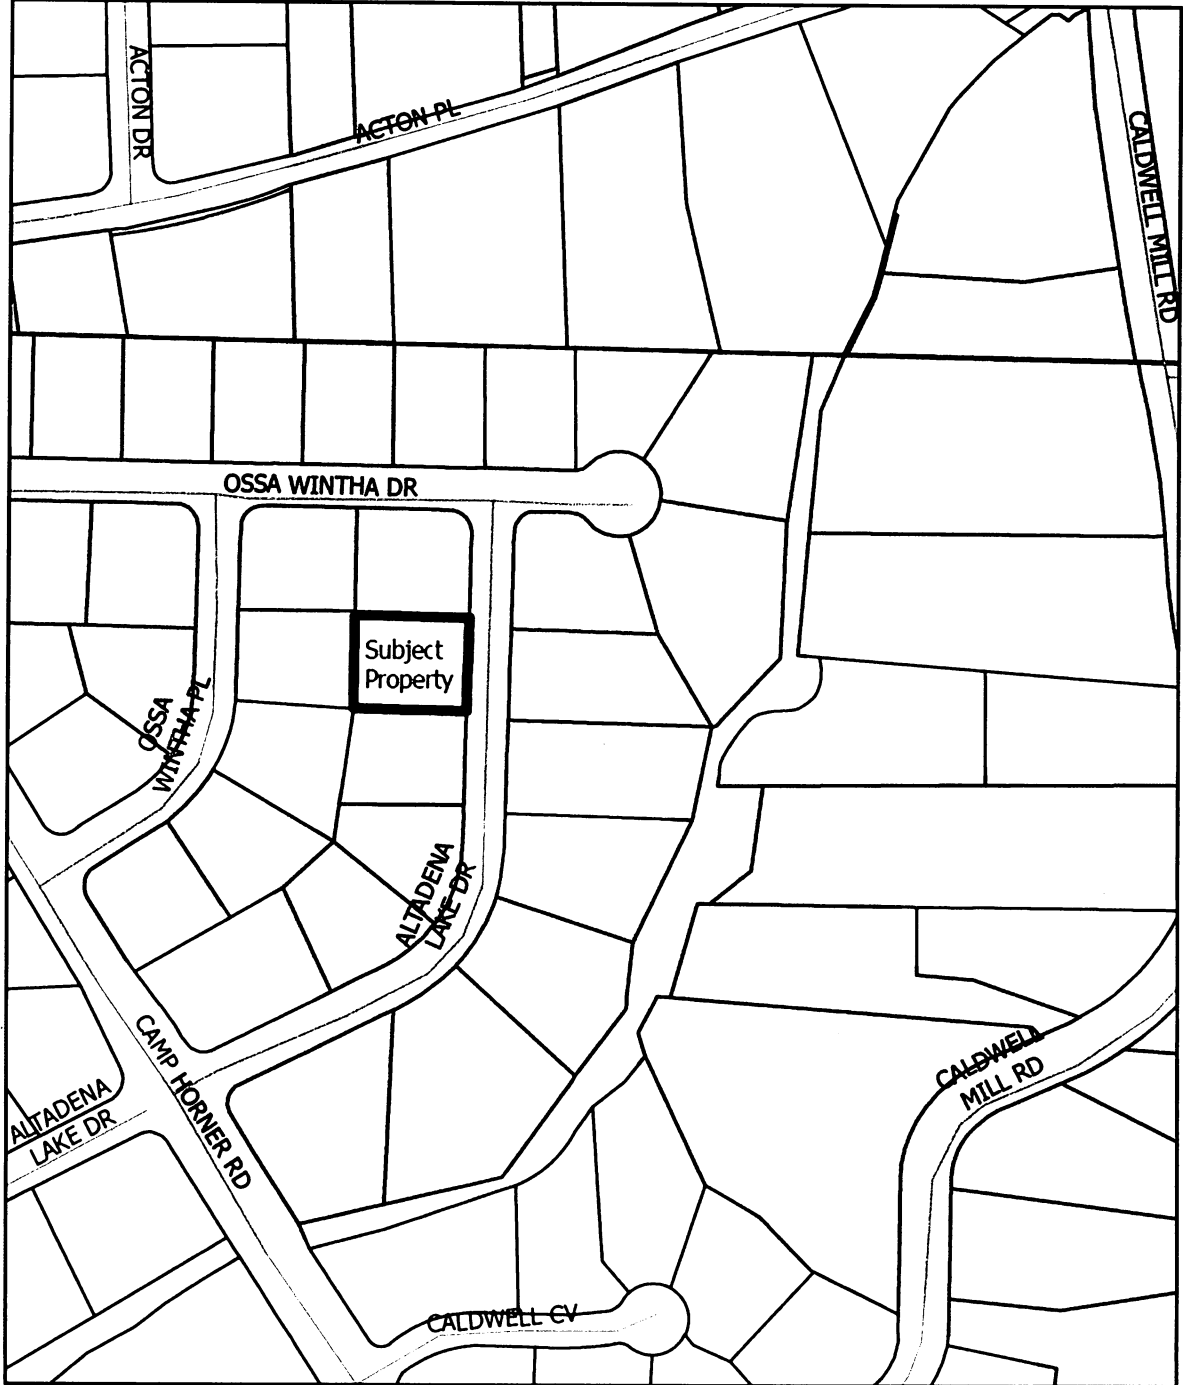 ACTON DR
ACTON PL
CALDWELL MILL RD
OSSA WINTHA DR
Subject
Property
OSSA
WINTHA PL
ALTADENA
LAKE DR
CALDWELL
MILL RD
CAMP HORNER RD
ALTADENA
LAKE DR
CALDWELL CV